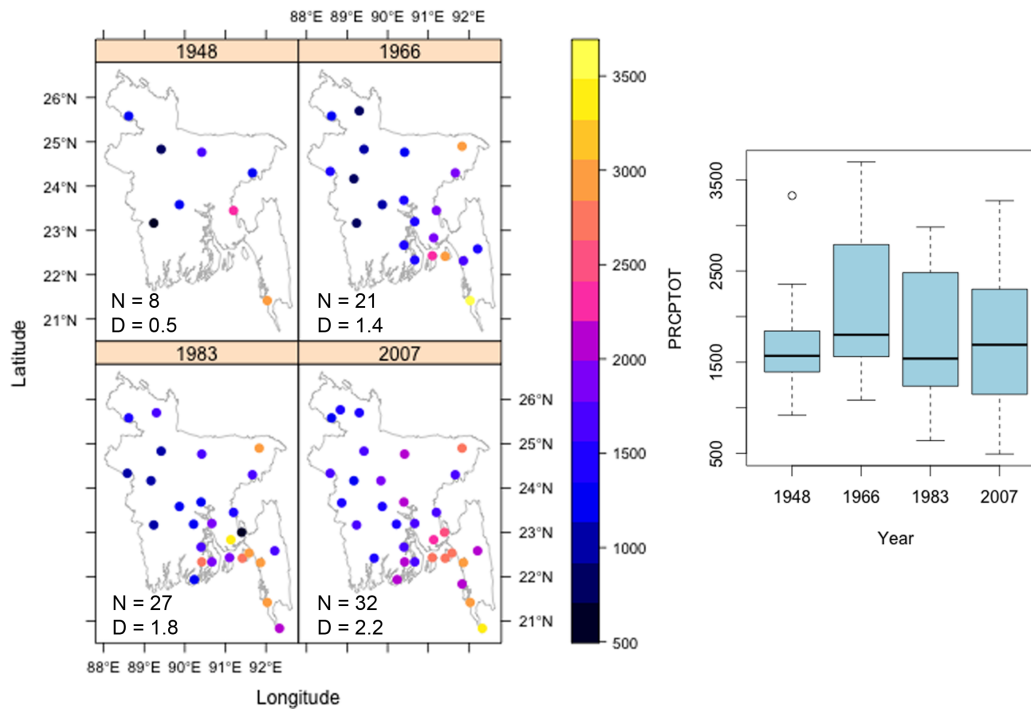 88°E 89°E 90°E 91°E 92°E
1948
1966
26°N
25°N
24°N
23°N
22°N
21°N
N = 8
D = 0.5
N = 21
D = 1.4
1983
2007
26°N
25°N
24°N
23°N
22°N
21°N
N = 27
D = 1.8
N = 32
D = 2.2
88°E 89°E 90°E 91°E 92°E
Latitude
Longitude
3500
3000
2500
2000
1500
1000
500
PRCPTOT
3500
2500
1500
500
1948 1966 1983 2007
Year